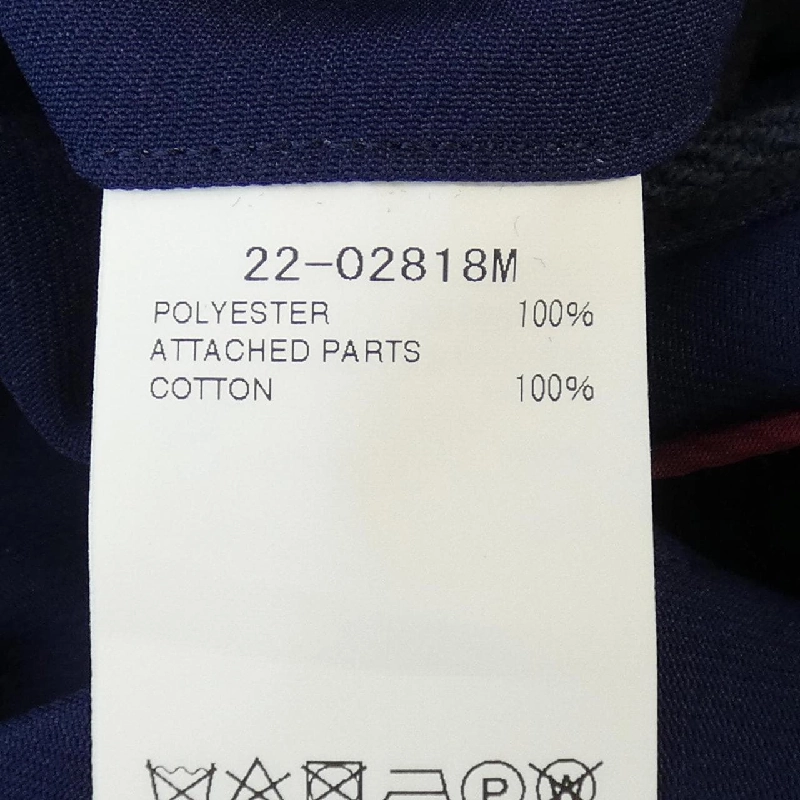 22-02818M
POLYESTER 100%
ATTACHED PARTS
COTTON 100%
P W